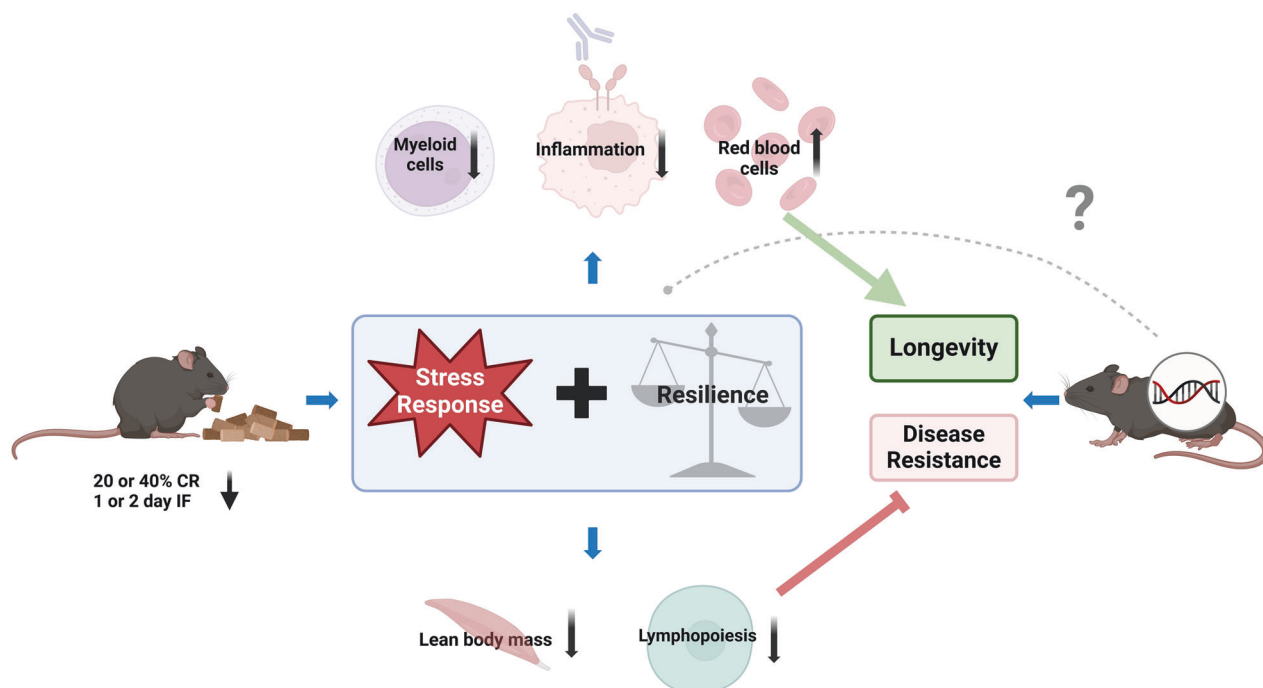 Myeloid
cells
Inflammation
Red blood
cells
?
Stress
Response
Resilience
Longevity
Disease
Resistance
20 or 40% CR
1 or 2 day IF
Lean body mass
Lymphopoiesis